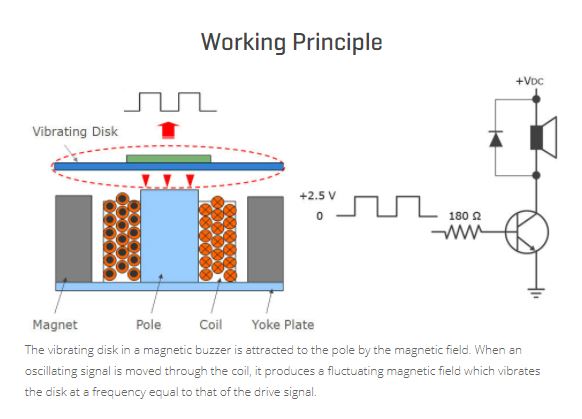 Working Principle
+VDC
Vibrating Disk
+2.5 V
0
180 Ω
Magnet
Pole
Coil
Yoke Plate
The vibrating disk in a magnetic buzzer is attracted to the pole by the magnetic field. When an
oscillating signal is moved through the coil, it produces a fluctuating magnetic field which vibrates
the disk at a frequency equal to that of the drive signal.